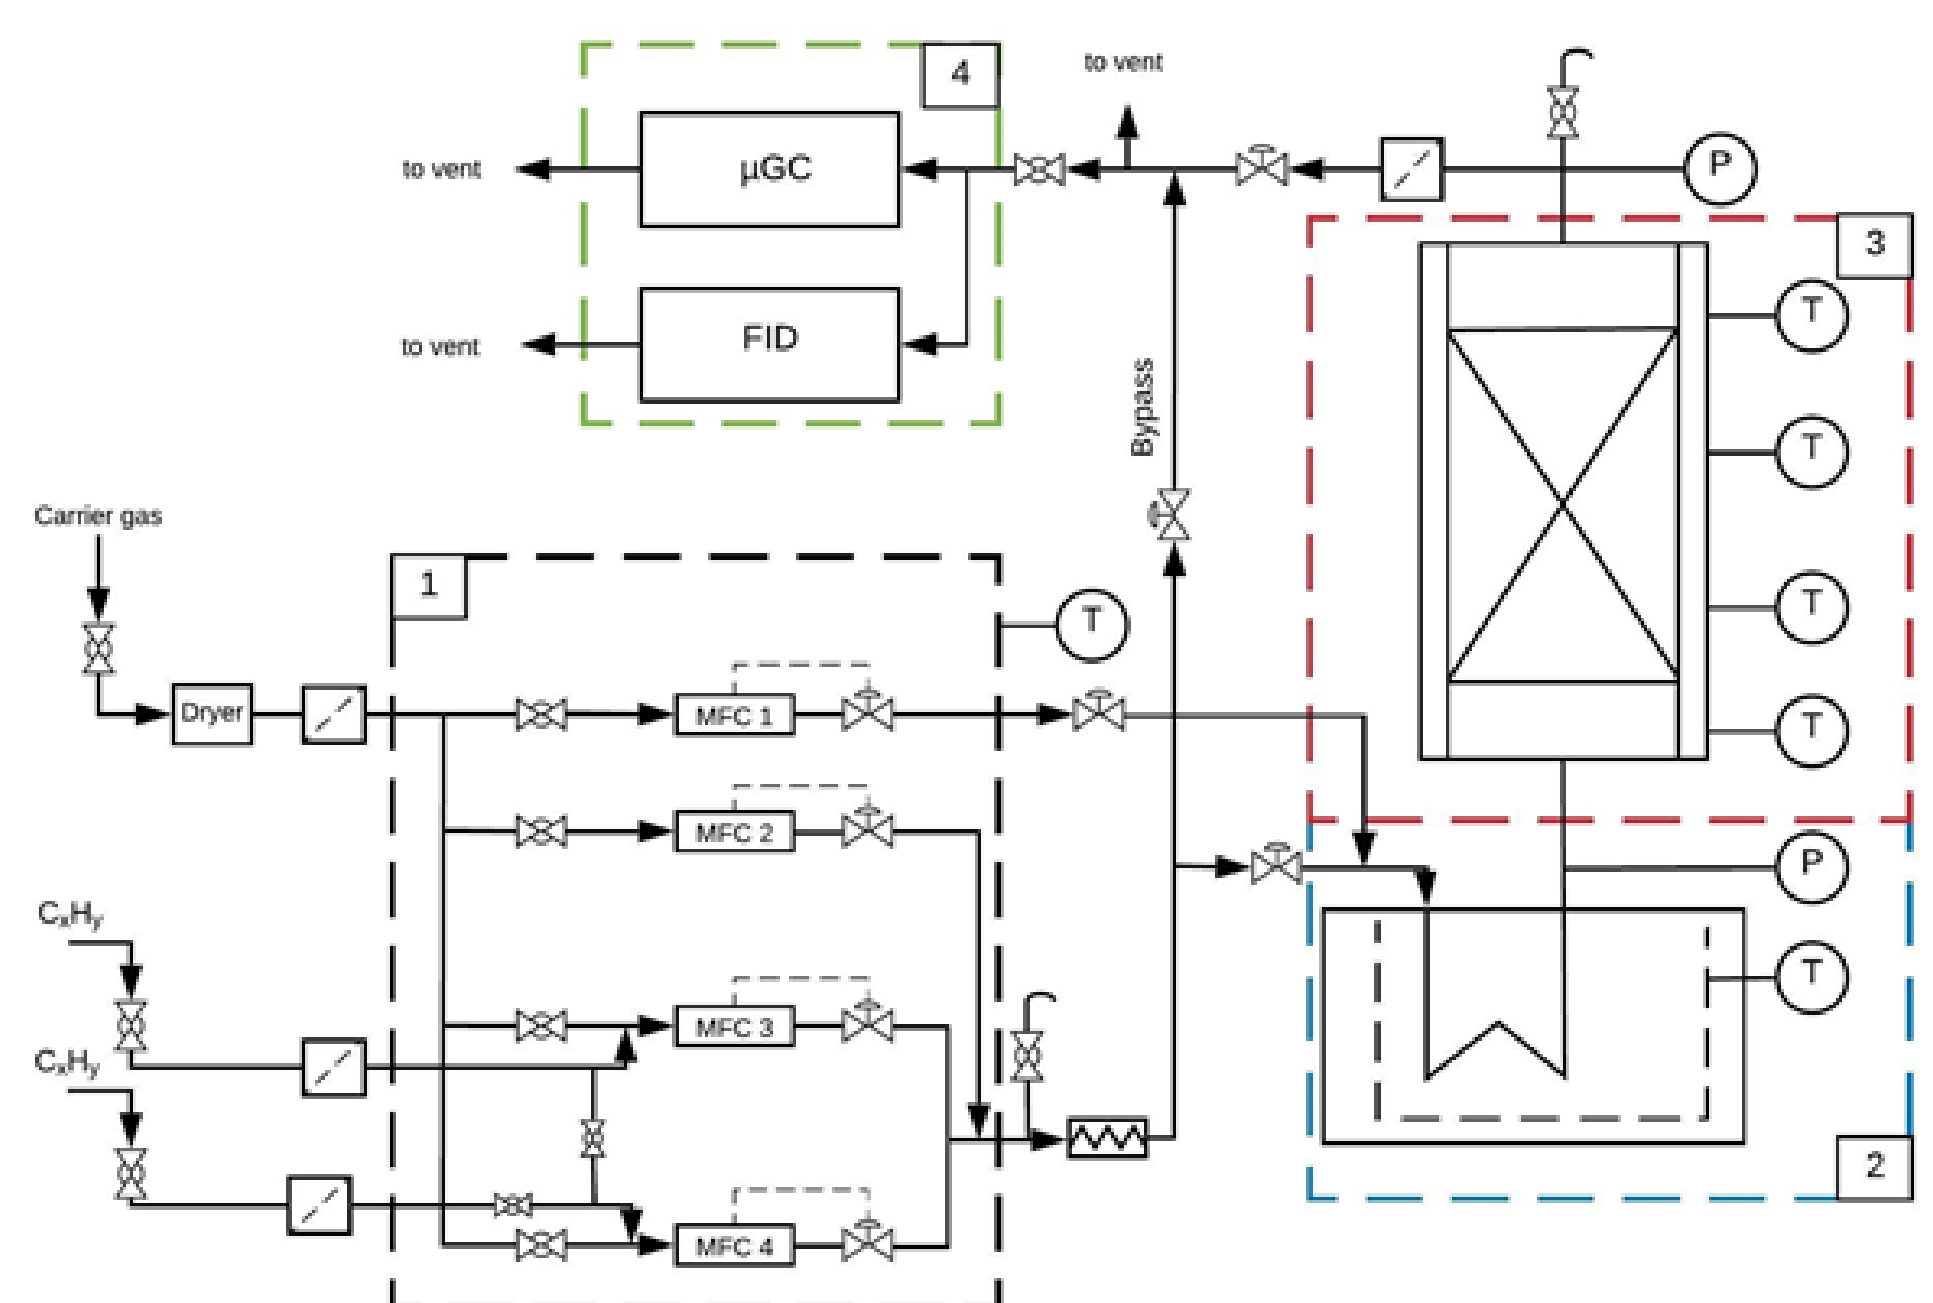 4
to vent
to vent
µGC
P
3
to vent
FID
T
T
Bypass
Carrier gas
1
T
T
Dryer
MFC 1
T
MFC 2
P
CxHy
T
MFC 3
CxHy
2
MFC 4